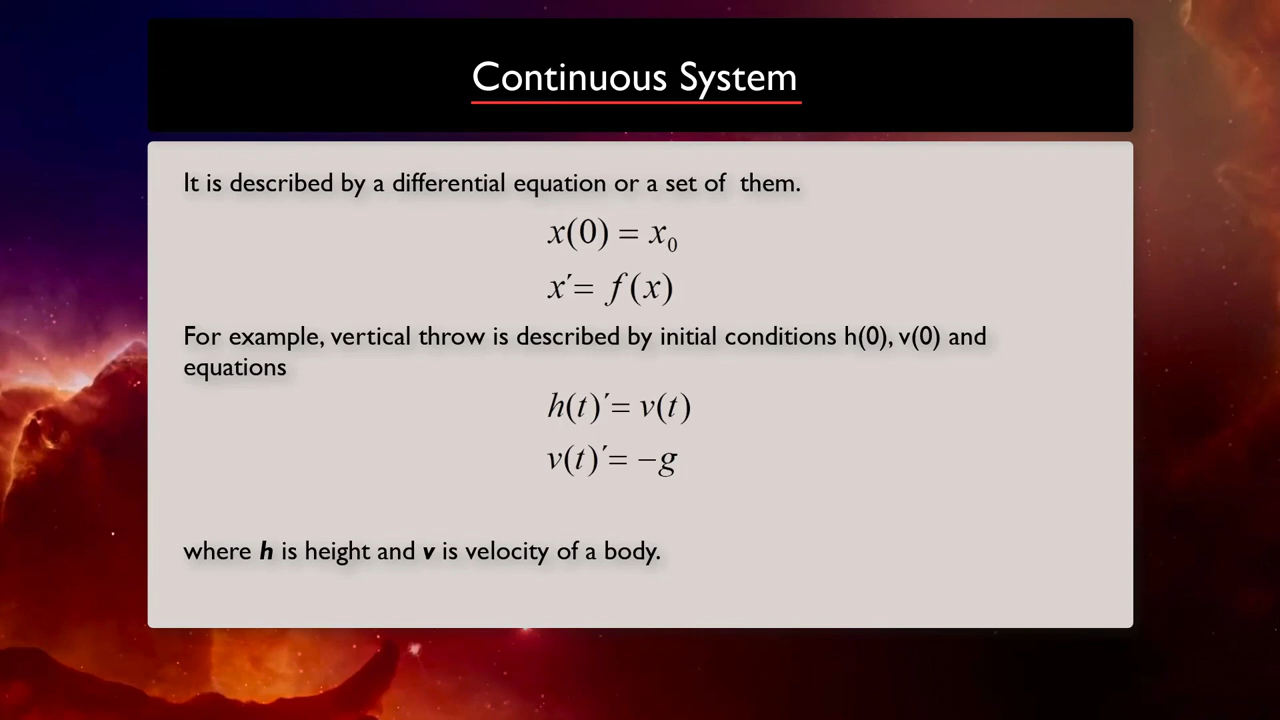 Continuous System
It is described by a differential equation or a set of them.
x(0) = x₀
x′= f(x)
For example, vertical throw is described by initial conditions h(0), v(0) and
equations
h(t)′= v(t)
v(t)′= −g
where h is height and v is velocity of a body.